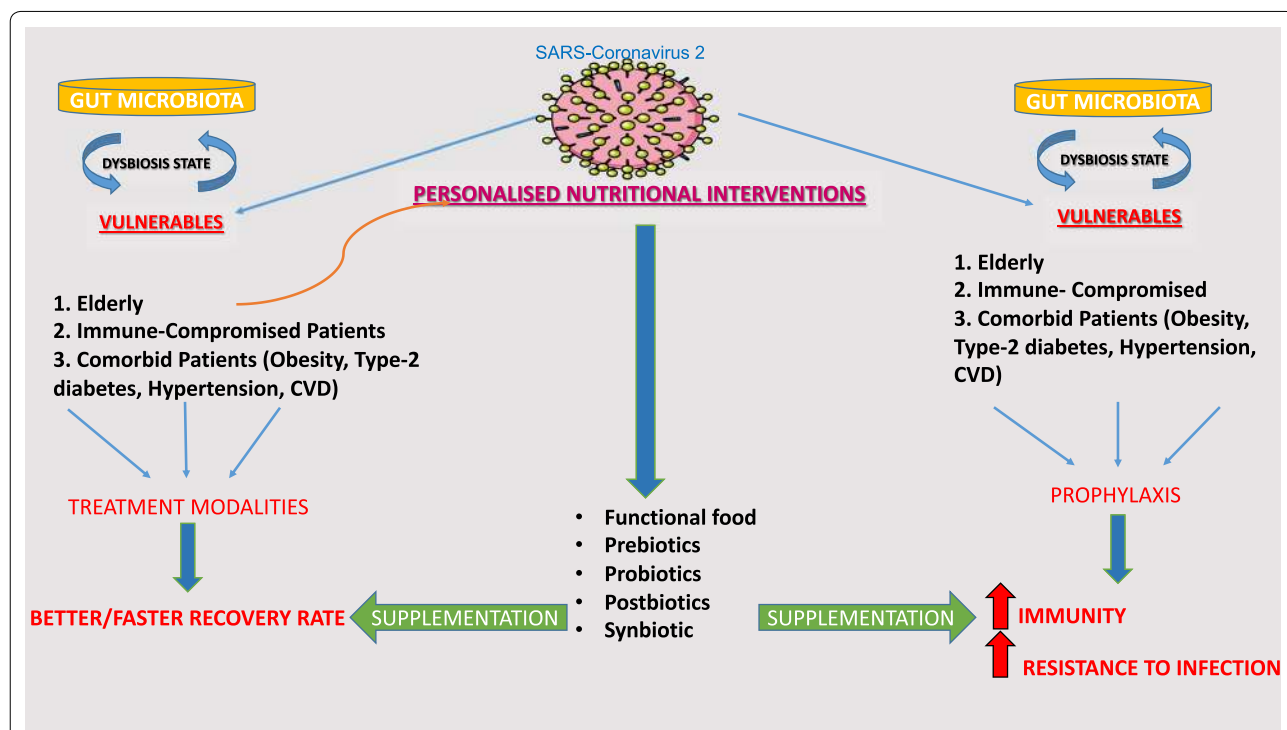 SARS-Coronavirus 2
GUT MICROBIOTA
DYSBIOSIS STATE
VULNERABLES
1. Elderly
2. Immune-Compromised Patients
3. Comorbid Patients (Obesity, Type-2
diabetes, Hypertension, CVD)
TREATMENT MODALITIES
BETTER/FASTER RECOVERY RATE
PERSONALISED NUTRITIONAL INTERVENTIONS
• Functional food
• Prebiotics
• Probiotics
• Postbiotics
• Synbiotic
SUPPLEMENTATION
SUPPLEMENTATION
GUT MICROBIOTA
DYSBIOSIS STATE
VULNERABLES
1. Elderly
2. Immune- Compromised
3. Comorbid Patients (Obesity,
Type-2 diabetes, Hypertension,
CVD)
PROPHYLAXIS
IMMUNITY
RESISTANCE TO INFECTION